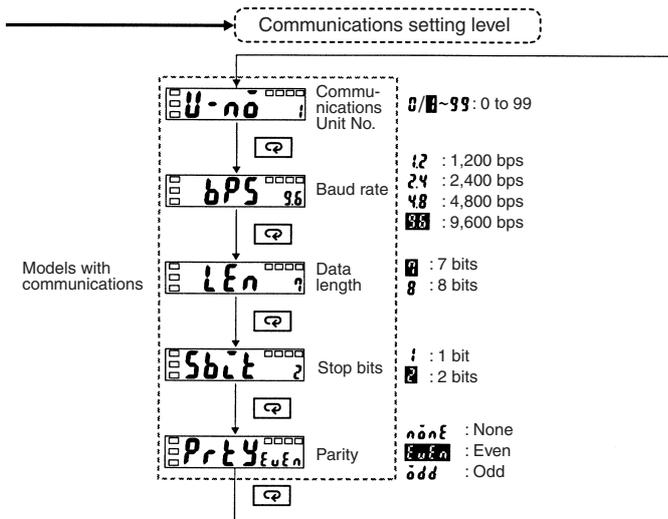 Communications setting level
U-no 1
Commu-
nications
Unit No.
0/1~99: 0 to 99
bPS 9.6
Baud rate
1.2 : 1,200 bps
2.4 : 2,400 bps
4.8 : 4,800 bps
9.6 : 9,600 bps
Models with
communications
LEn 7
Data
length
7 : 7 bits
8 : 8 bits
Sbit 2
Stop bits
1 : 1 bit
2 : 2 bits
PrtY EvEn
Parity
nonE : None
EvEn : Even
odd : Odd